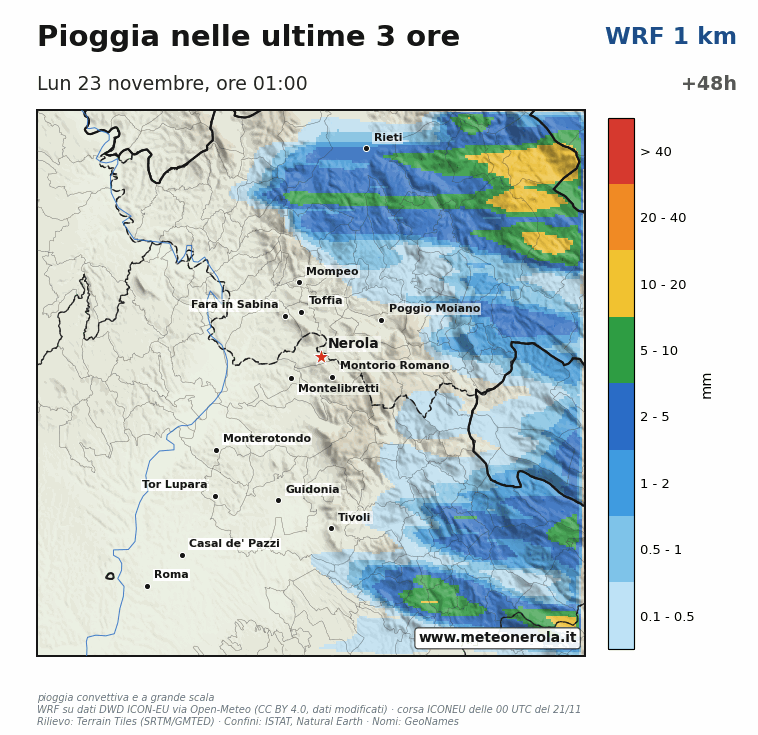 Pioggia nelle ultime 3 ore
WRF 1 km
Lun 23 novembre, ore 01:00
+48h
Rieti
Mompeo
Fara in Sabina
Toffia
Poggio Moiano
Nerola
Montorio Romano
Montelibretti
Monterotondo
Tor Lupara
Guidonia
Tivoli
Casal de' Pazzi
Roma
www.meteonerola.it
> 40
20 - 40
10 - 20
5 - 10
2 - 5
1 - 2
0.5 - 1
0.1 - 0.5
mm
pioggia convettiva e a grande scala
WRF su dati DWD ICON-EU via Open-Meteo (CC BY 4.0, dati modificati) · corsa ICONEU delle 00 UTC del 21/11
Rilievo: Terrain Tiles (SRTM/GMTED) · Confini: ISTAT, Natural Earth · Nomi: GeoNames